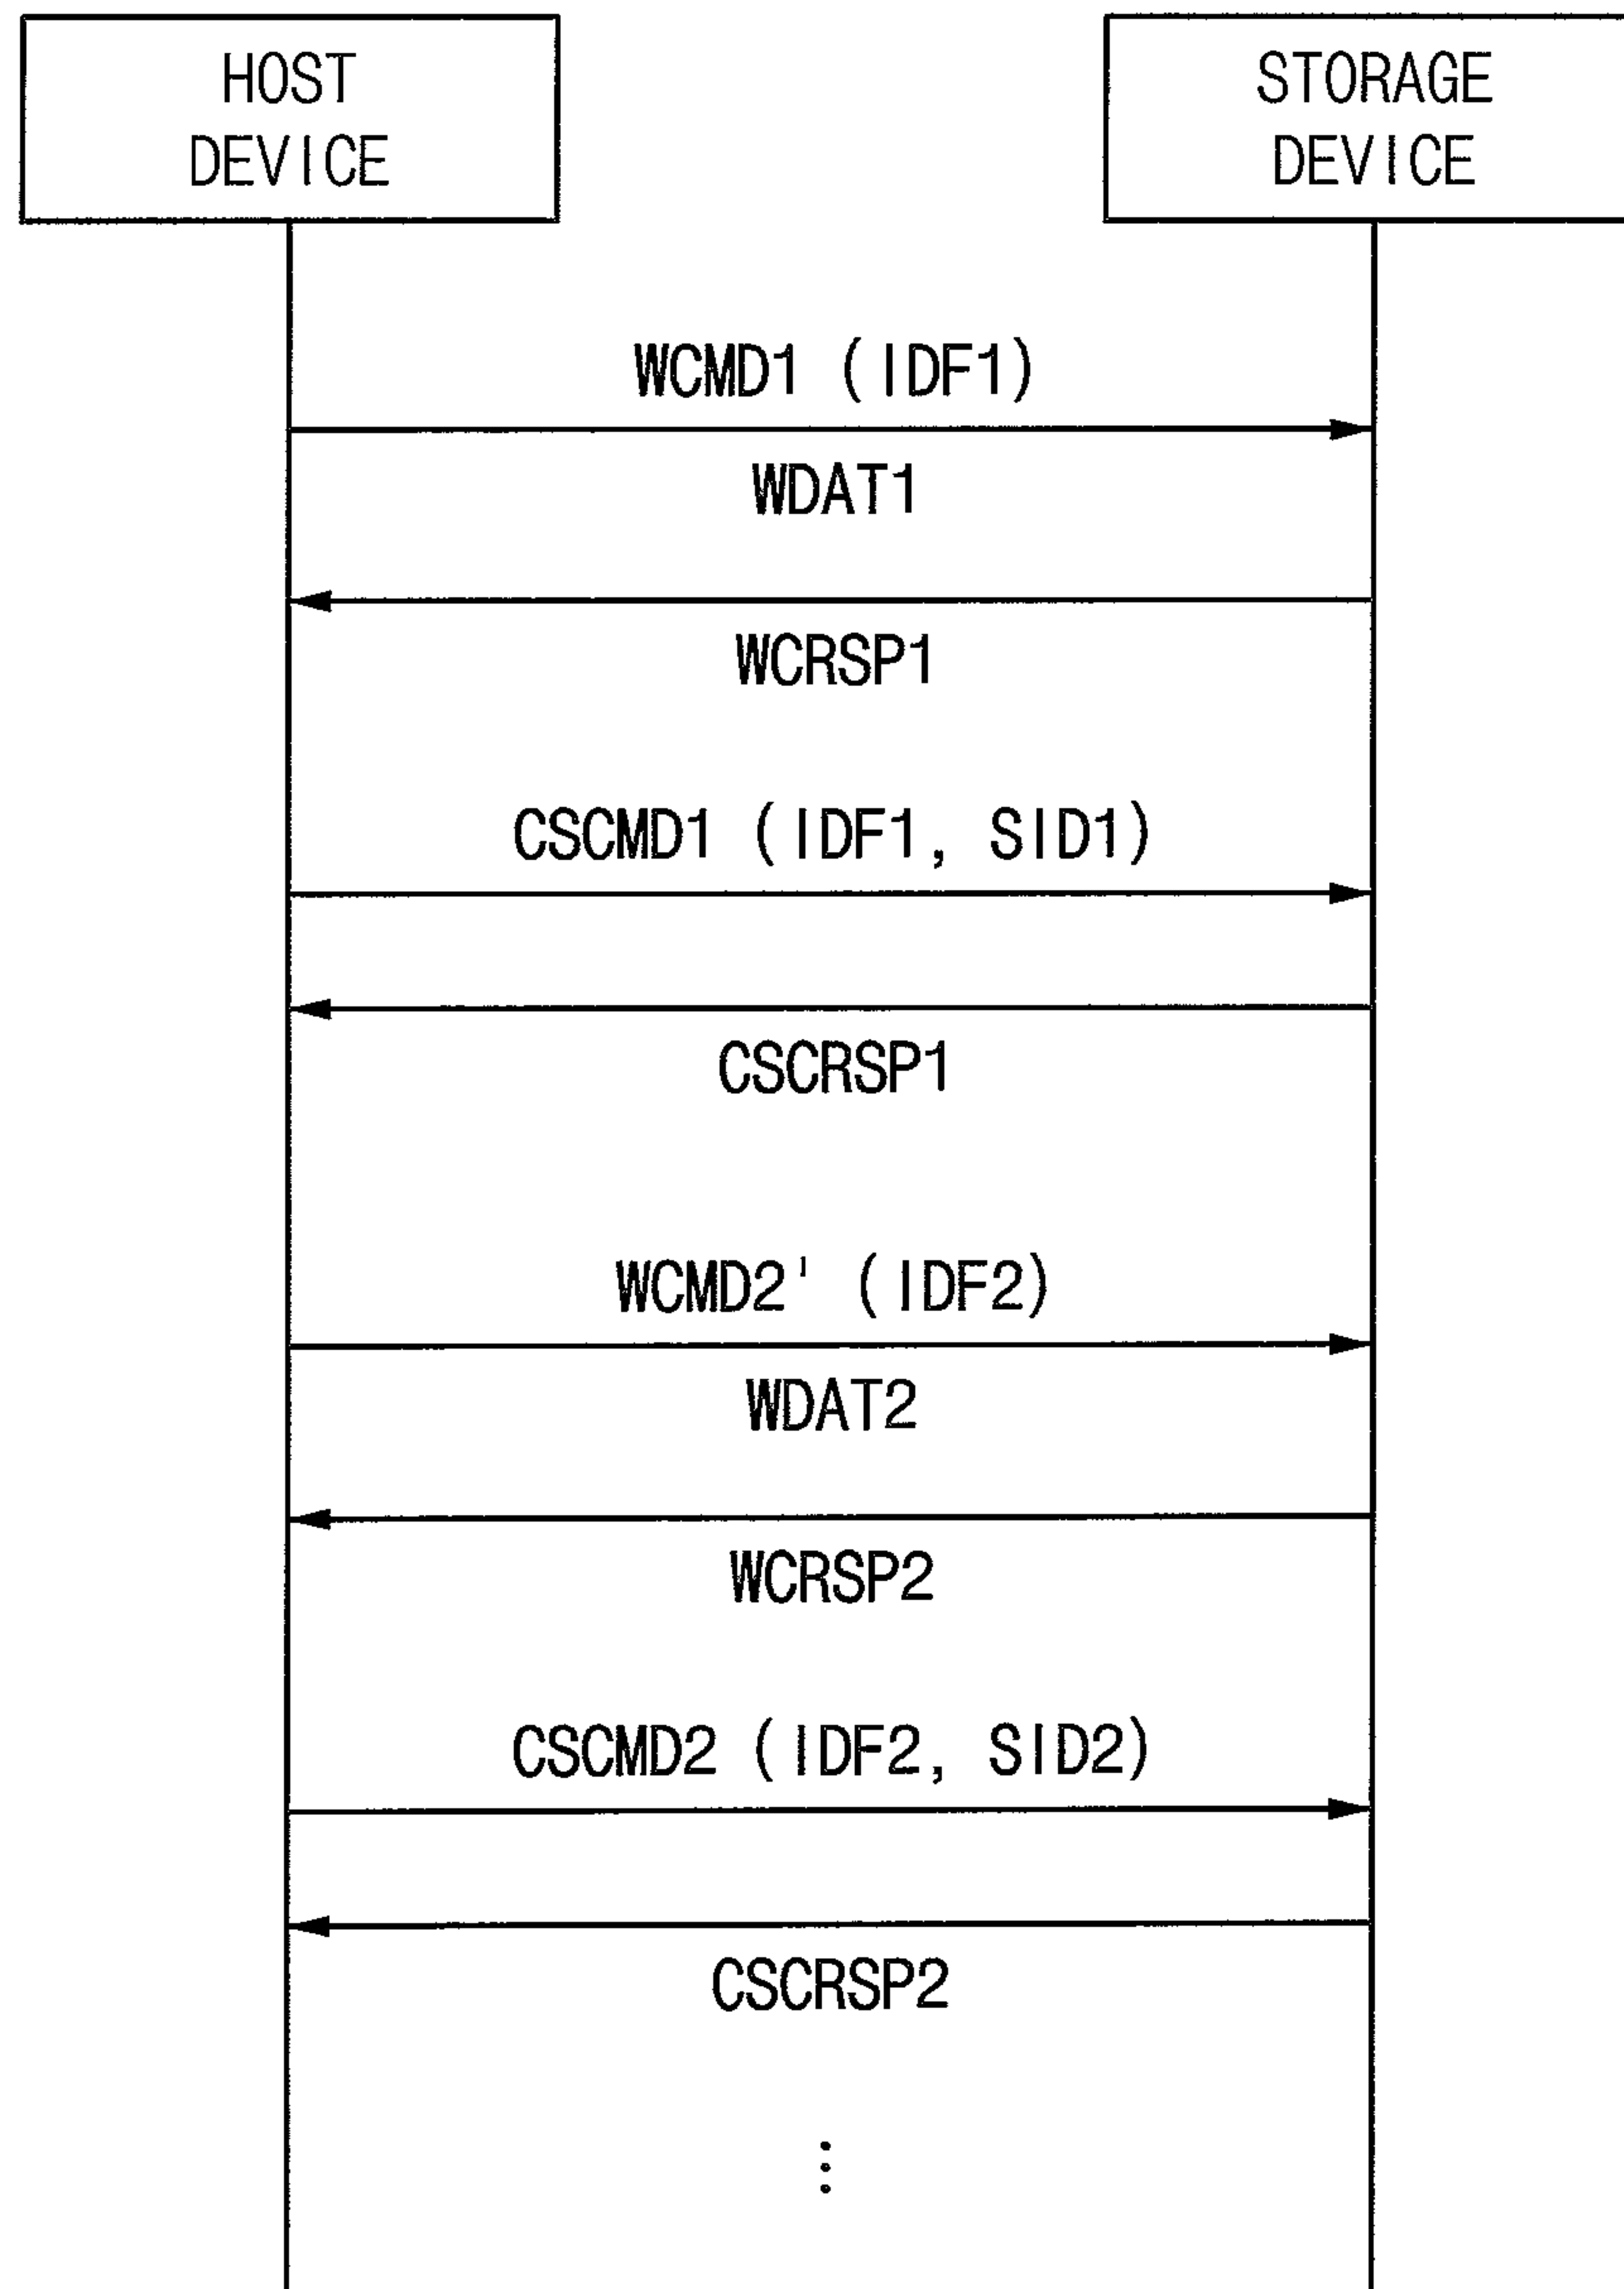 HOST
DEVICE
STORAGE
DEVICE
WCMD1 (IDF1)
WDAT1
WCRSP1
CSCMD1 (IDF1, SID1)
CSCRSP1
WCMD2' (IDF2)
WDAT2
WCRSP2
CSCMD2 (IDF2, SID2)
CSCRSP2